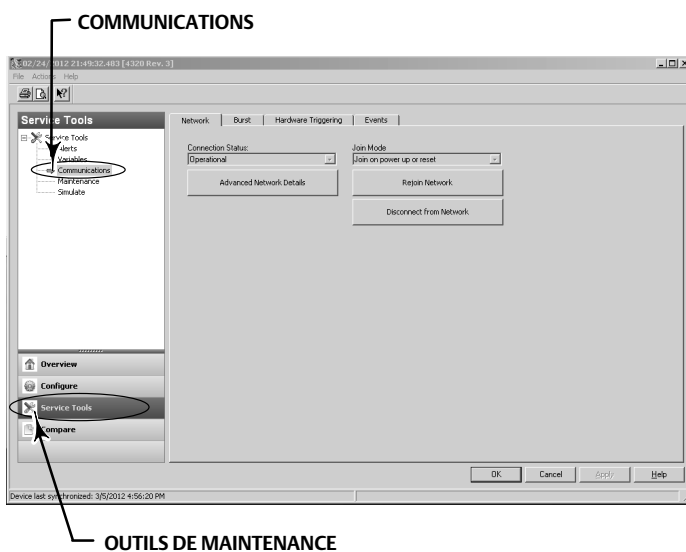 COMMUNICATIONS
02/24/2012 21:49:32.483 [4320 Rev. 3]
File Actions Help
Service Tools
Service Tools
Alerts
Variables
Communications
Maintenance
Simulate
Overview
Configure
Service Tools
Compare
Network Burst Hardware Triggering Events
Connection Status: Join Mode
Operational Join on power up or reset
Advanced Network Details Rejoin Network
Disconnect from Network
OK Cancel Apply Help
Device last synchronized: 3/5/2012 4:56:20 PM
OUTILS DE MAINTENANCE